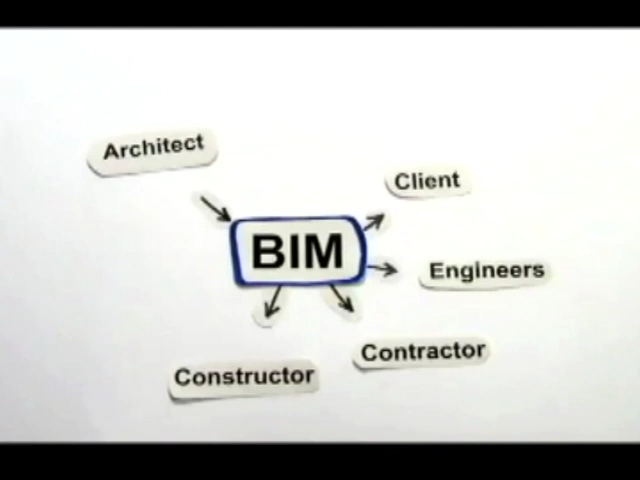 Architect
Client
BIM
Engineers
Contractor
Constructor